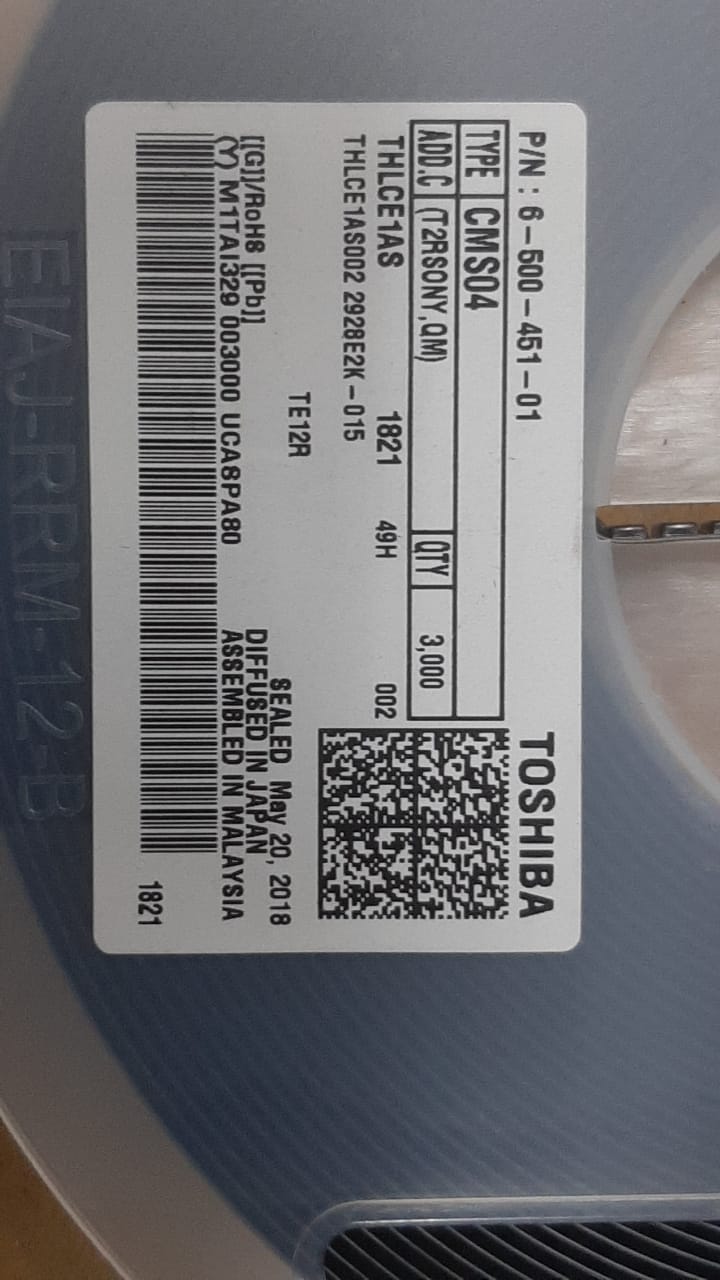 P/N : 6-500-451-01 TOSHIBA
TYPE CMS04
ADD.C (T2RSONY,QM) QTY 3,000
THLCE1AS 1821 49H 002
THLCE1AS002 2928E2K-015
TE12R
SEALED May 20, 2018
[[G]]/RoHS [[Pb]] DIFFUSED IN JAPAN
(Y) M1TAI329 003000 UCA8PA80 ASSEMBLED IN MALAYSIA
1821
EIAJ-RRM-12-B